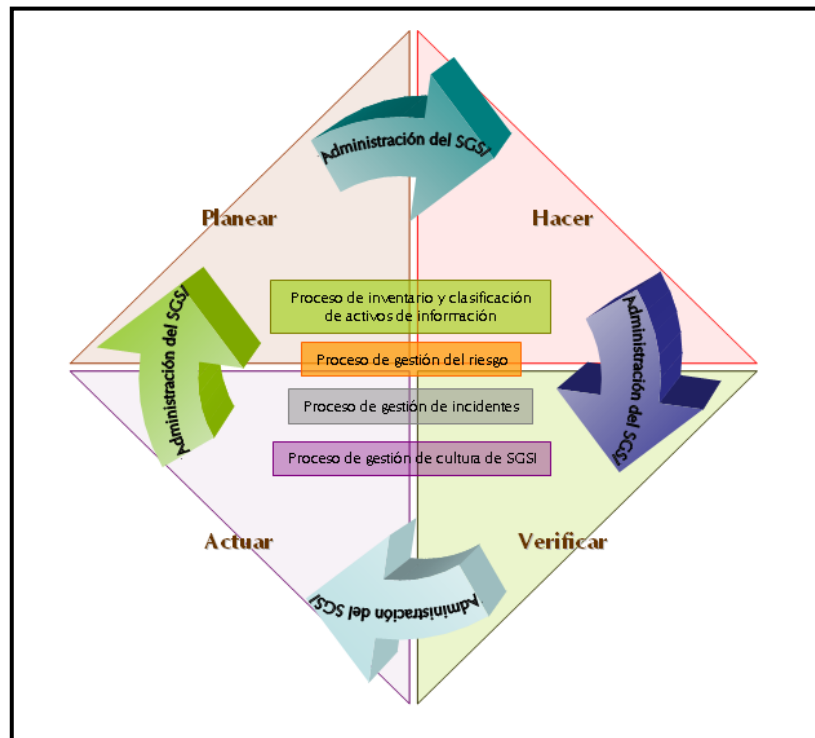 Administración del SGSI
Planear
Hacer
Proceso de inventario y clasificación
de activos de información
Administración del SGSI
Administración del SGSI
Proceso de gestión del riesgo
Proceso de gestión de incidentes
Proceso de gestión de cultura de SGSI
Actuar
Verificar
Administración del SGSI